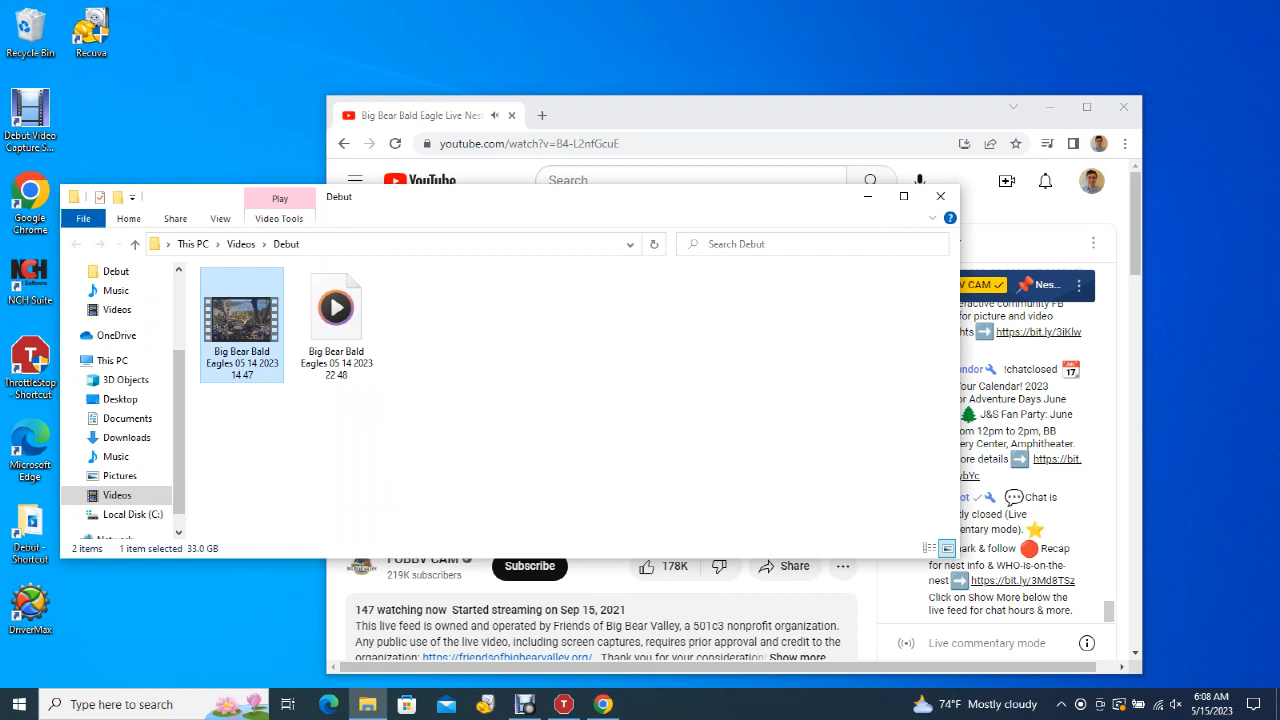 Recycle Bin
Recuva
Debut Video
Capture S...
Google
Chrome
NCH Suite
ThrottleStop
- Shortcut
Microsoft
Edge
Debut -
Shortcut
DriverMax
Big Bear Bald Eagle Live Nest
youtube.com/watch?v=B4-L2nfGcuE
YouTube
Search
Play
Debut
File
Home
Share
View
Video Tools
This PC
Videos
Debut
Search Debut
Debut
Music
Videos
OneDrive
This PC
3D Objects
Desktop
Documents
Downloads
Music
Pictures
Videos
Local Disk (C:)
Big Bear Bald
Eagles 05 14 2023
14 47
Big Bear Bald
Eagles 05 14 2023
22 48
2 items
1 item selected 33.0 GB
V CAM
Nes...
eractive community FB
for picture and video
hts
https://bit.ly/3iKlw
ondor
!chatclosed
Your Calendar! 2023
or Adventure Days June
J&S Fan Party: June
om 12pm to 2pm, BB
ery Center, Amphitheater.
ore details
https://bit.
ybYc
ot
Chat is
dy closed (Live
mentary mode).
mark & follow
Recap
for nest info & WHO-is-on-the-
nest
https://bit.ly/3Md8TSz
Click on Show More below the
live feed for chat hours & more.
Live commentary mode
FOBBV CAM
219K subscribers
Subscribe
178K
Share
147 watching now Started streaming on Sep 15, 2021
This live feed is owned and operated by Friends of Big Bear Valley, a 501c3 nonprofit organization.
Any public use of the live video, including screen captures, requires prior approval and credit to the
organization: https://friendsofbigbearvalley.org/ Thank you for your consideration! Show more
Type here to search
74°F Mostly cloudy
6:08 AM
5/15/2023